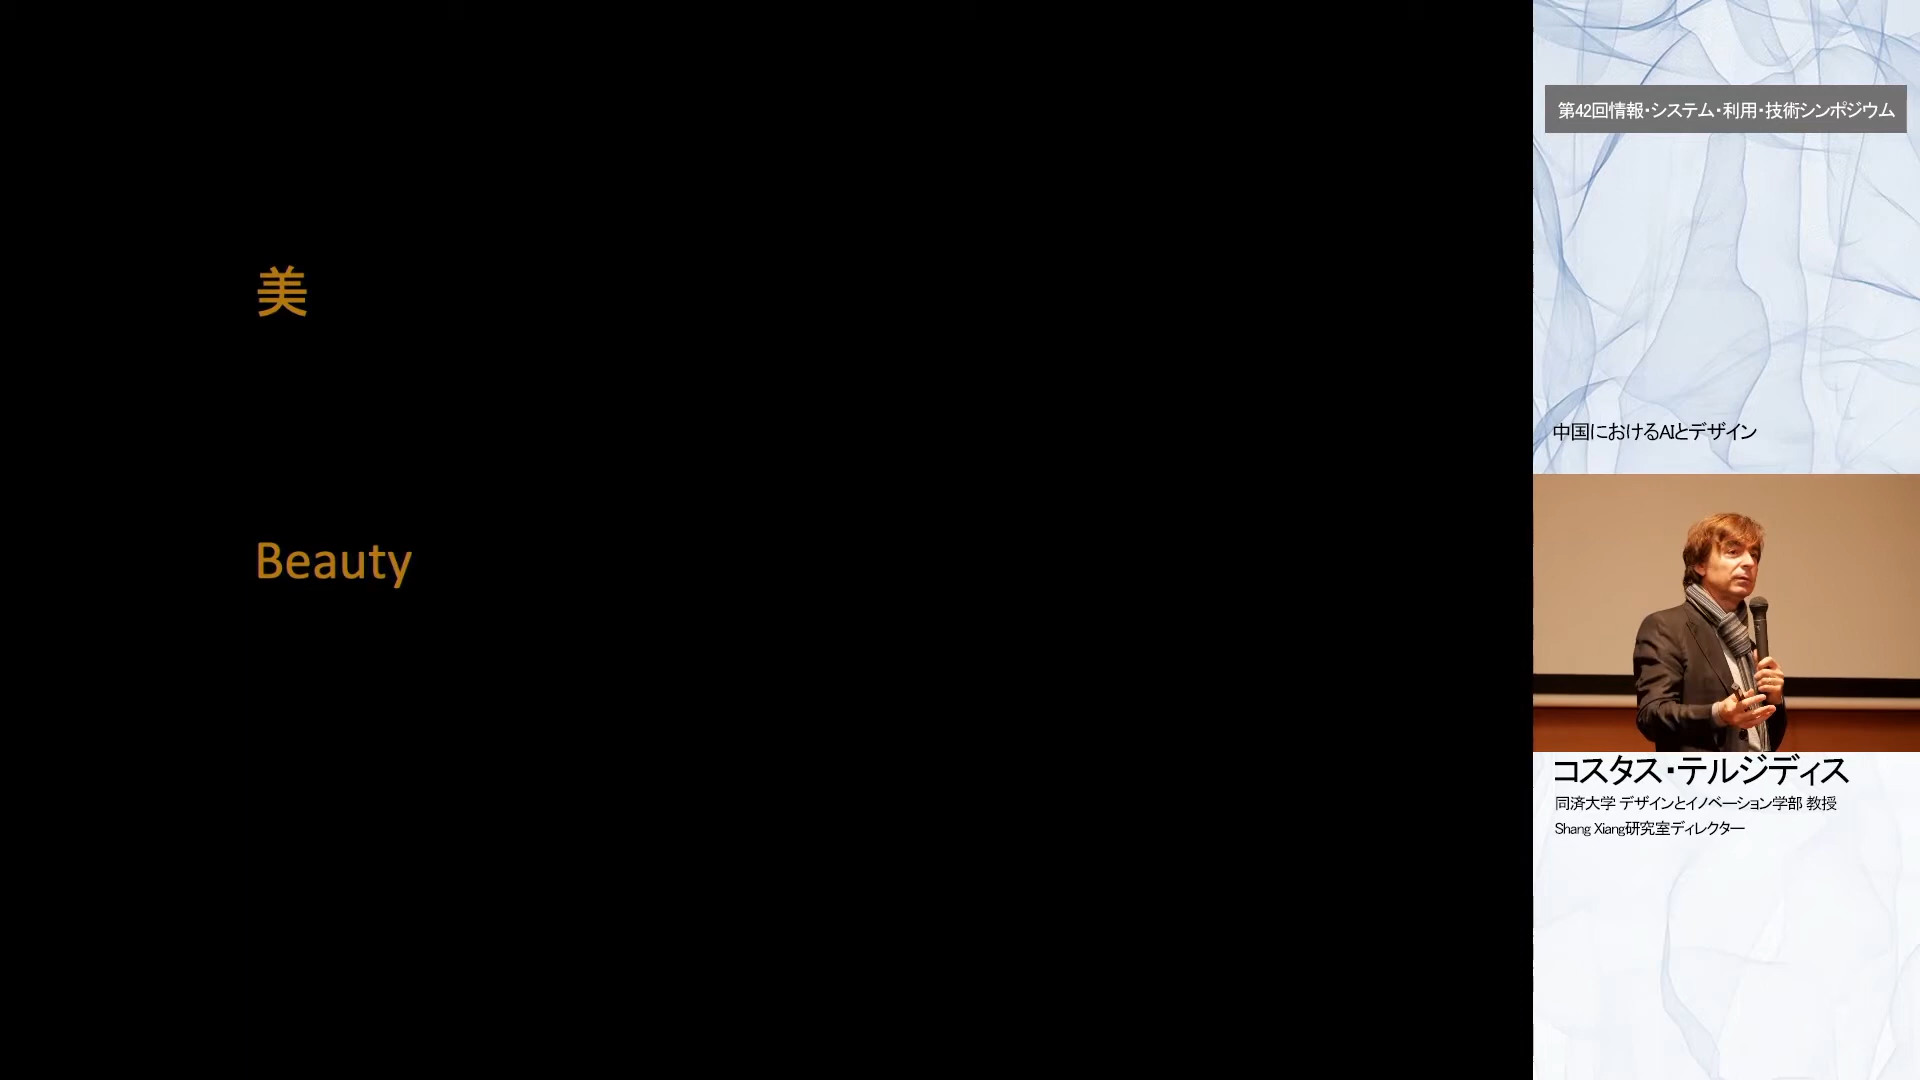 美
Beauty
第42回情報・システム・利用・技術シンポジウム
中国におけるAIとデザイン
コスタス・テルジディス
同済大学 デザインとイノベーション学部 教授
Shang Xiang研究室ディレクター